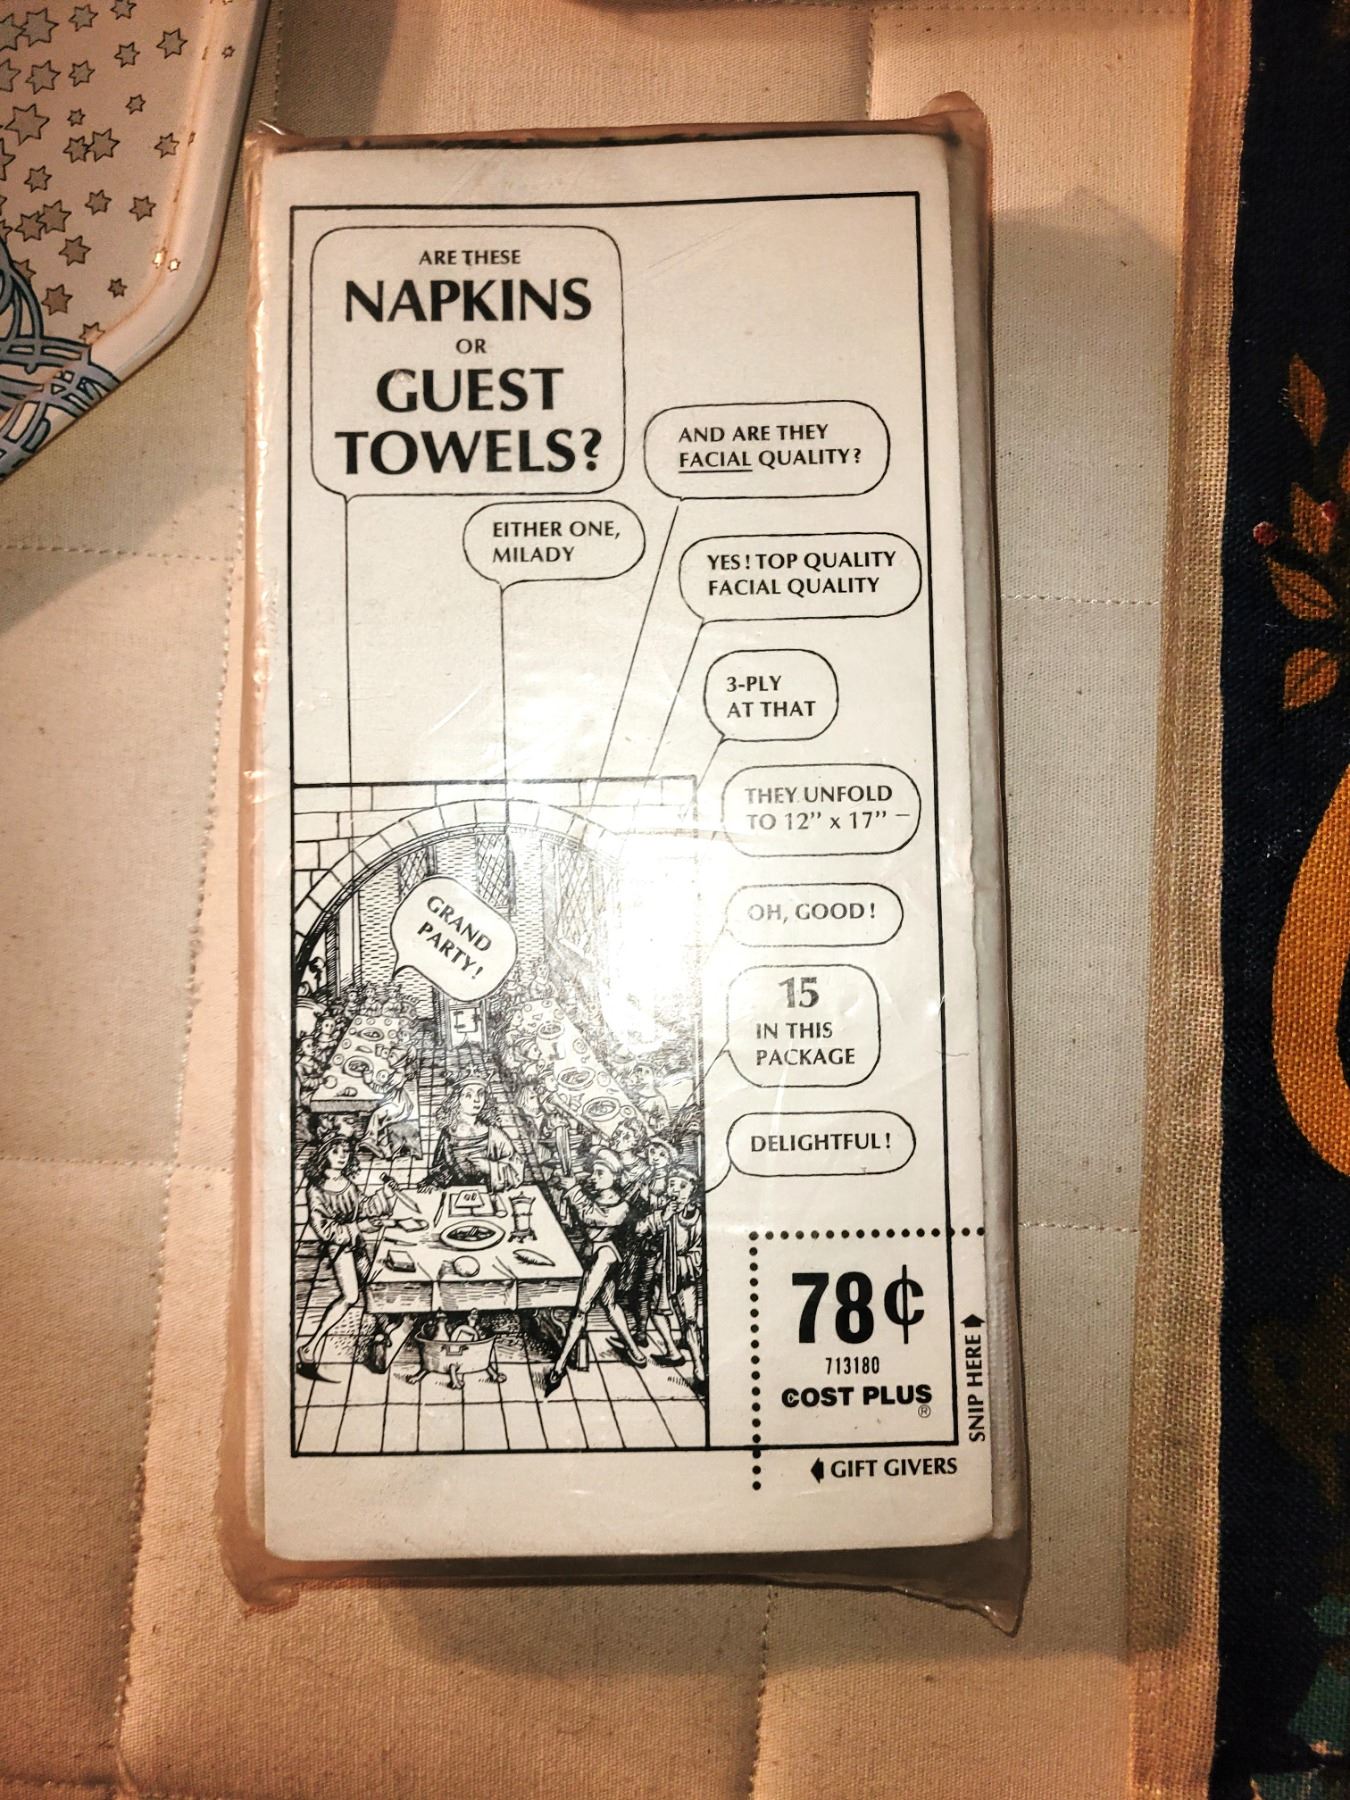 ARE THESE
NAPKINS
OR
GUEST
TOWELS?
EITHER ONE,
MILADY
AND ARE THEY
FACIAL QUALITY?
YES! TOP QUALITY
FACIAL QUALITY
3-PLY
AT THAT
THEY UNFOLD
TO 12" x 17" –
OH, GOOD!
15
IN THIS
PACKAGE
DELIGHTFUL!
GRAND
PARTY!
78¢
713180
COST PLUS
®
SNIP HERE
GIFT GIVERS